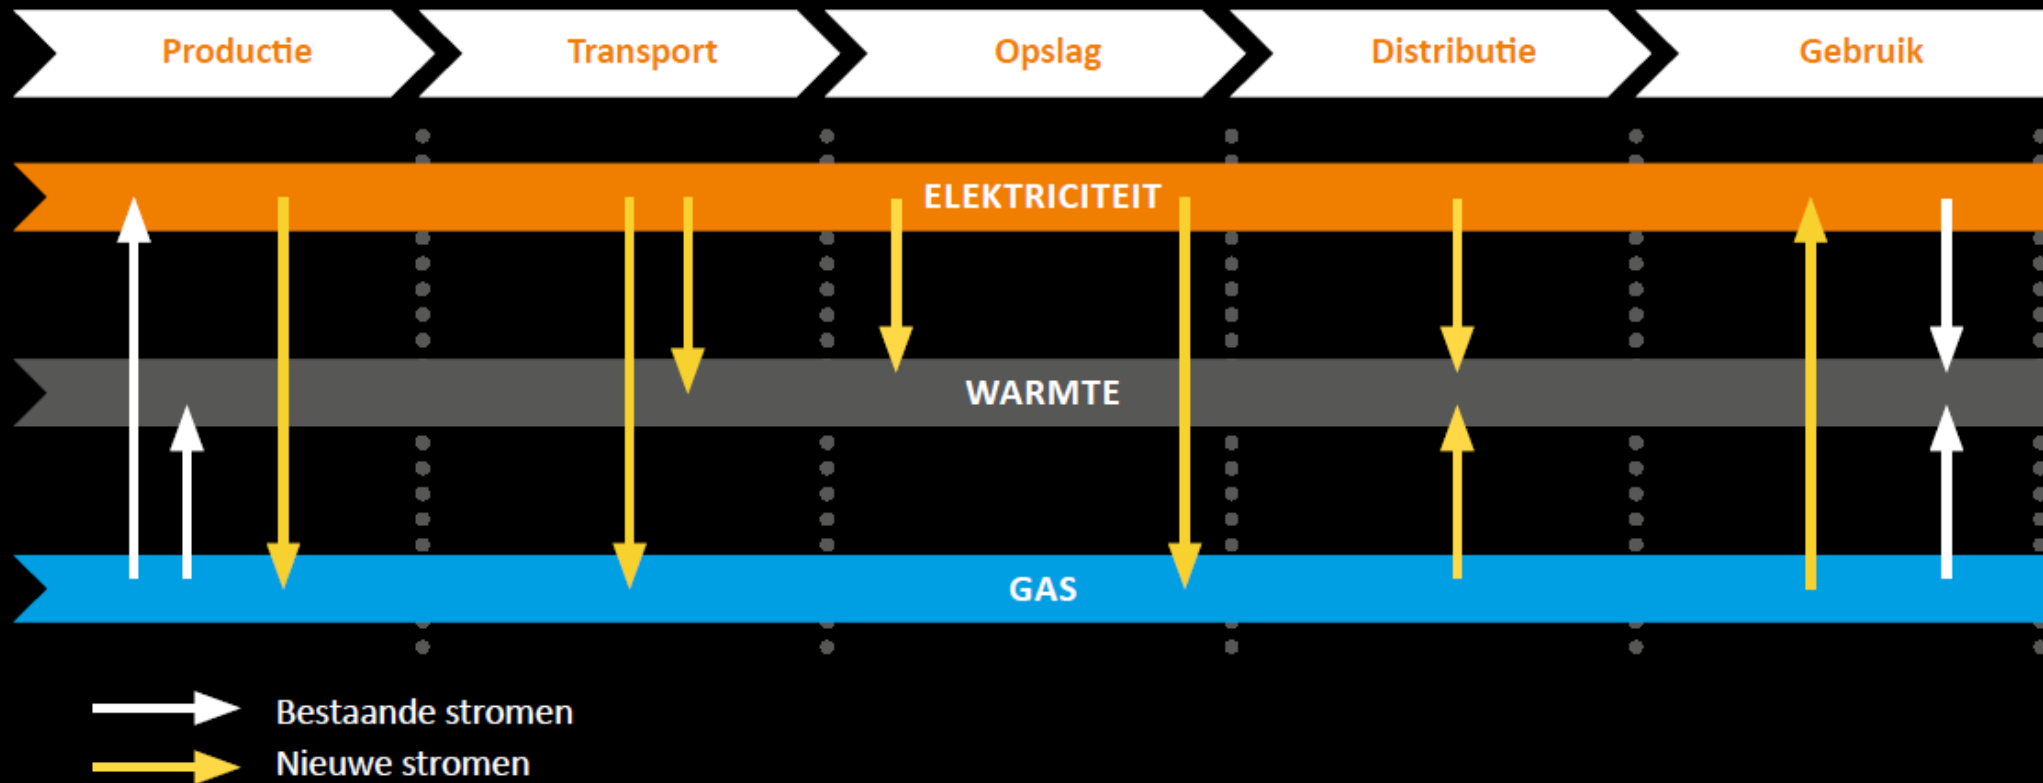 Productie
Transport
Opslag
Distributie
Gebruik
ELEKTRICITEIT
WARMTE
GAS
Bestaande stromen
Nieuwe stromen